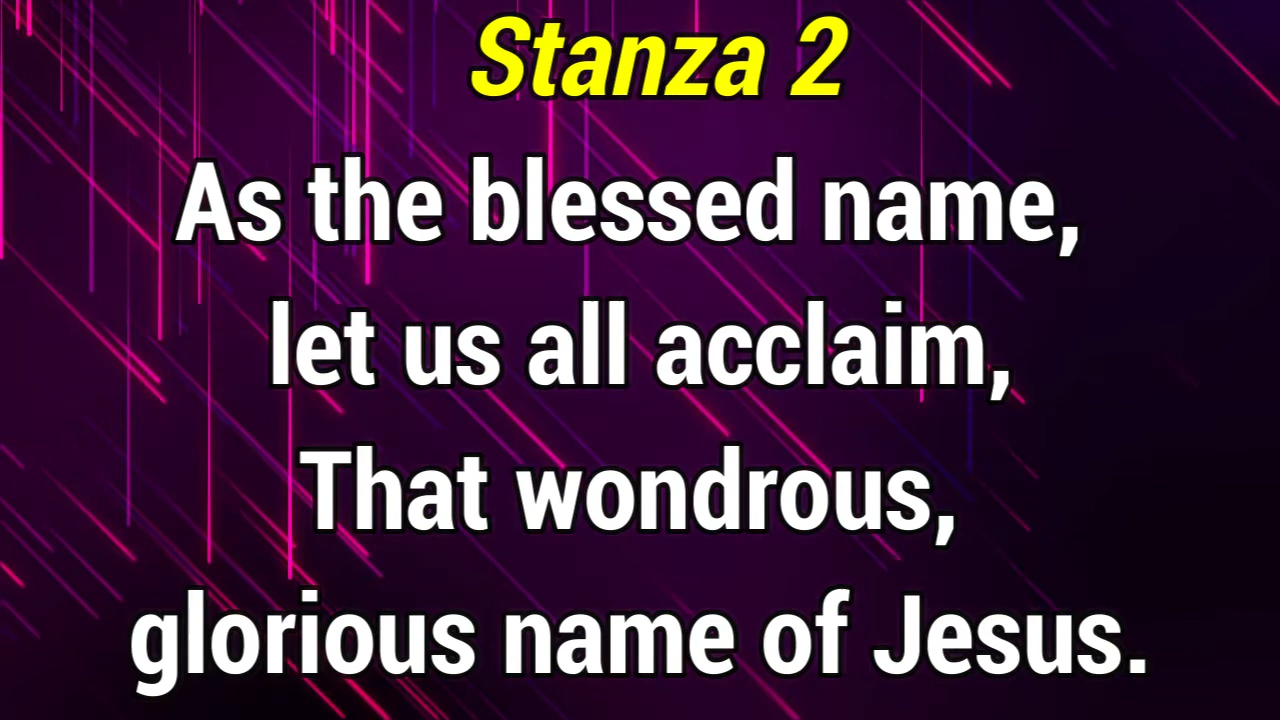 Stanza 2
As the blessed name,
let us all acclaim,
That wondrous,
glorious name of Jesus.